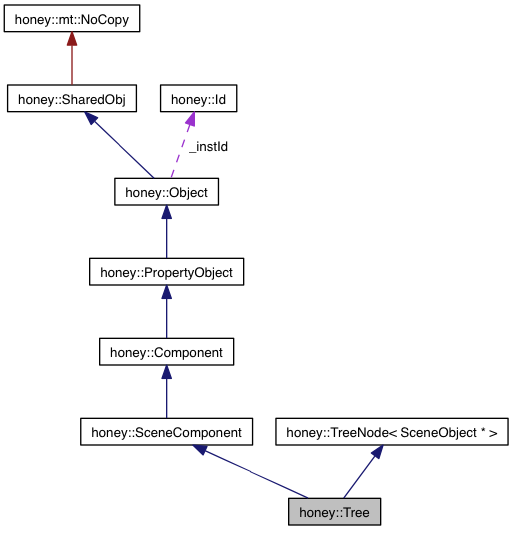 honey::mt::NoCopy
honey::SharedObj
honey::Id
_instId
honey::Object
honey::PropertyObject
honey::Component
honey::SceneComponent
honey::TreeNode< SceneObject * >
honey::Tree